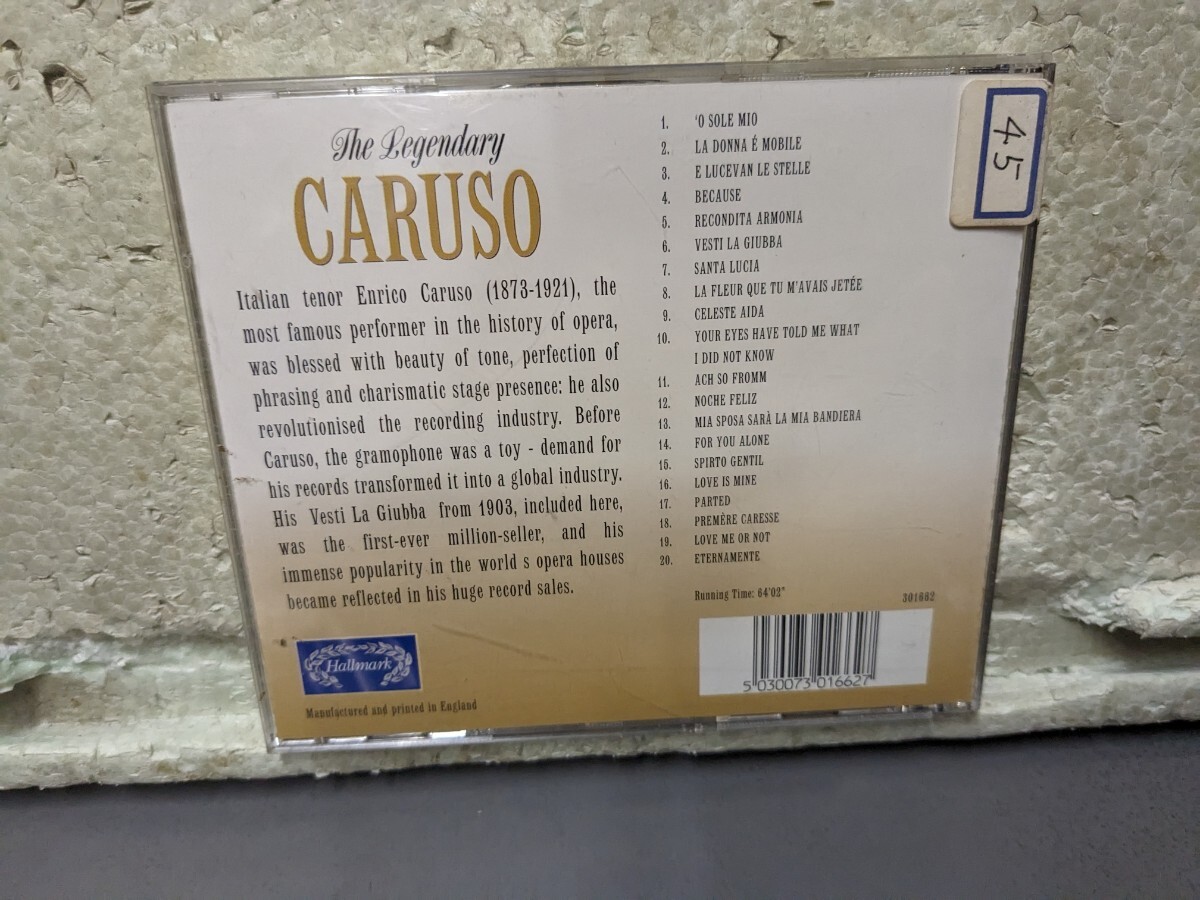 The Legendary
CARUSO
Italian tenor Enrico Caruso (1873-1921), the
most famous performer in the history of opera,
was blessed with beauty of tone, perfection of
phrasing and charismatic stage presence: he also
revolutionised the recording industry. Before
Caruso, the gramophone was a toy - demand for
his records transformed it into a global industry.
His Vesti La Giubba from 1903, included here,
was the first-ever million-seller, and his
immense popularity in the world s opera houses
became reflected in his huge record sales.
Hallmark
Manufactured and printed in England
1. 'O SOLE MIO
2. LA DONNA É MOBILE
3. E LUCEVAN LE STELLE
4. BECAUSE
5. RECONDITA ARMONIA
6. VESTI LA GIUBBA
7. SANTA LUCIA
8. LA FLEUR QUE TU M'AVAIS JETÉE
9. CELESTE AIDA
10. YOUR EYES HAVE TOLD ME WHAT
I DID NOT KNOW
11. ACH SO FROMM
12. NOCHE FELIZ
13. MIA SPOSA SARÀ LA MIA BANDIERA
14. FOR YOU ALONE
15. SPIRTO GENTIL
16. LOVE IS MINE
17. PARTED
18. PREMÈRE CARESSE
19. LOVE ME OR NOT
20. ETERNAMENTE
Running Time: 64'02"
301662
5 030073 016627
45